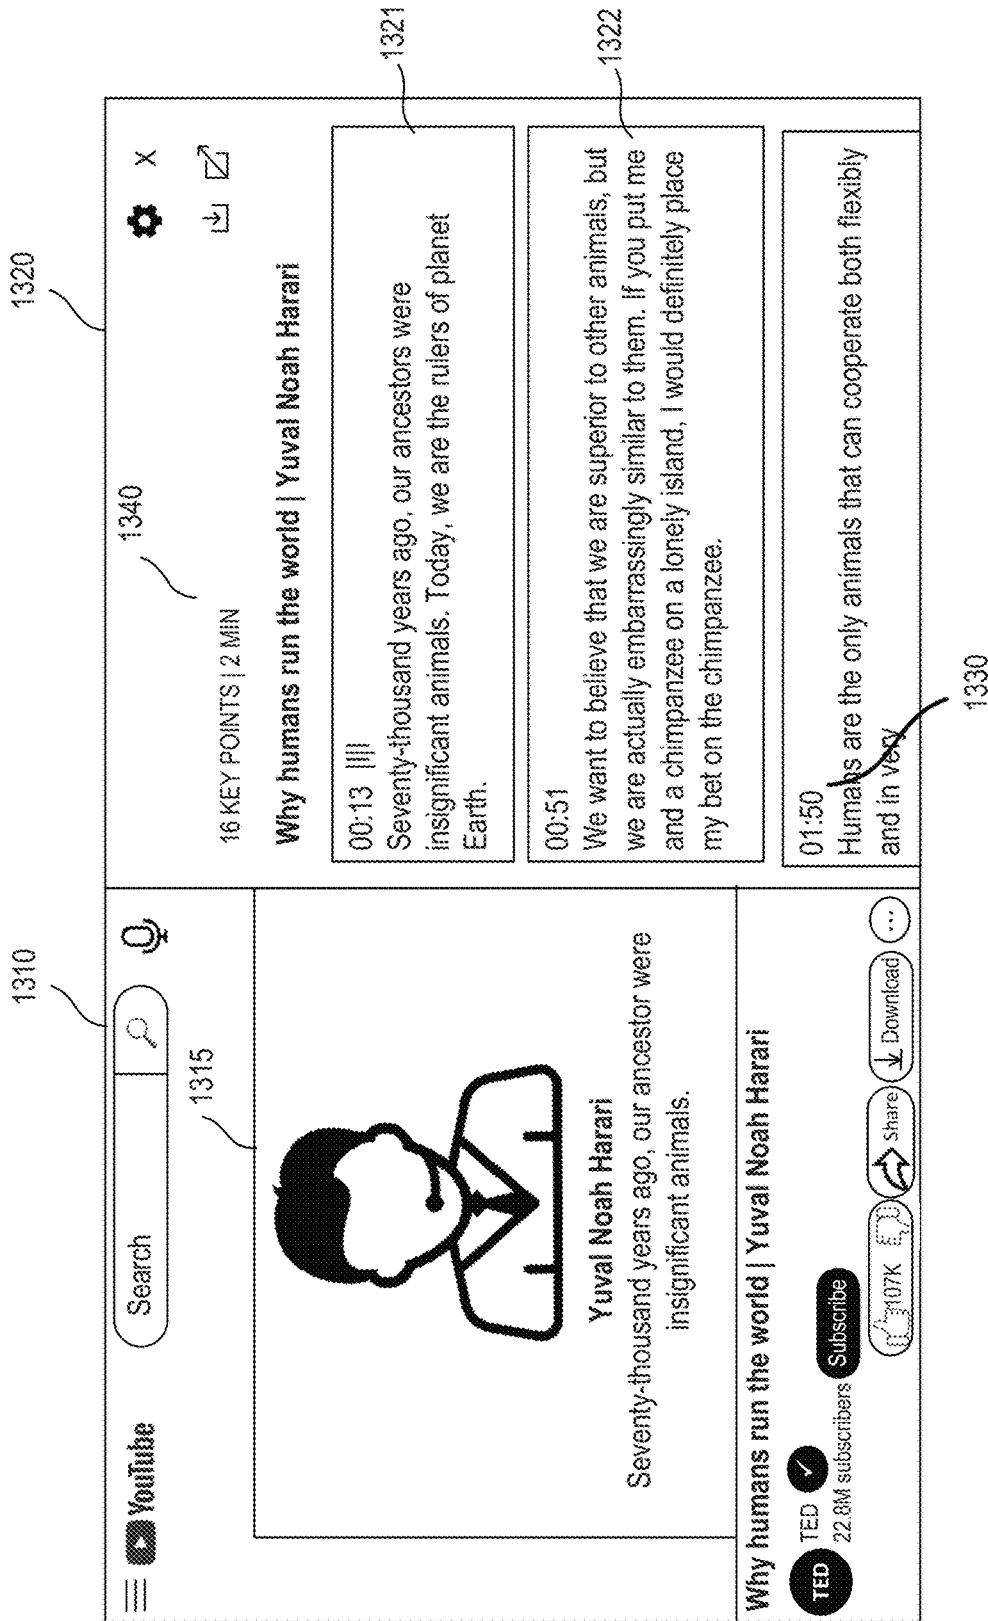 1310
1320
YouTube
Search
1315
Yuval Noah Harari
Seventy-thousand years ago, our ancestor were
insignificant animals.
Why humans run the world | Yuval Noah Harari
TED
TED
22.8M subscribers
Subscribe
107K
Share
Download
...
1340
X
16 KEY POINTS | 2 MIN
Why humans run the world | Yuval Noah Harari
00:13
Seventy-thousand years ago, our ancestors were
insignificant animals. Today, we are the rulers of planet
Earth.
1321
00:51
We want to believe that we are superior to other animals, but
we are actually embarrassingly similar to them. If you put me
and a chimpanzee on a lonely island, I would definitely place
my bet on the chimpanzee.
1322
01:50
Humans are the only animals that can cooperate both flexibly
and in very
1330